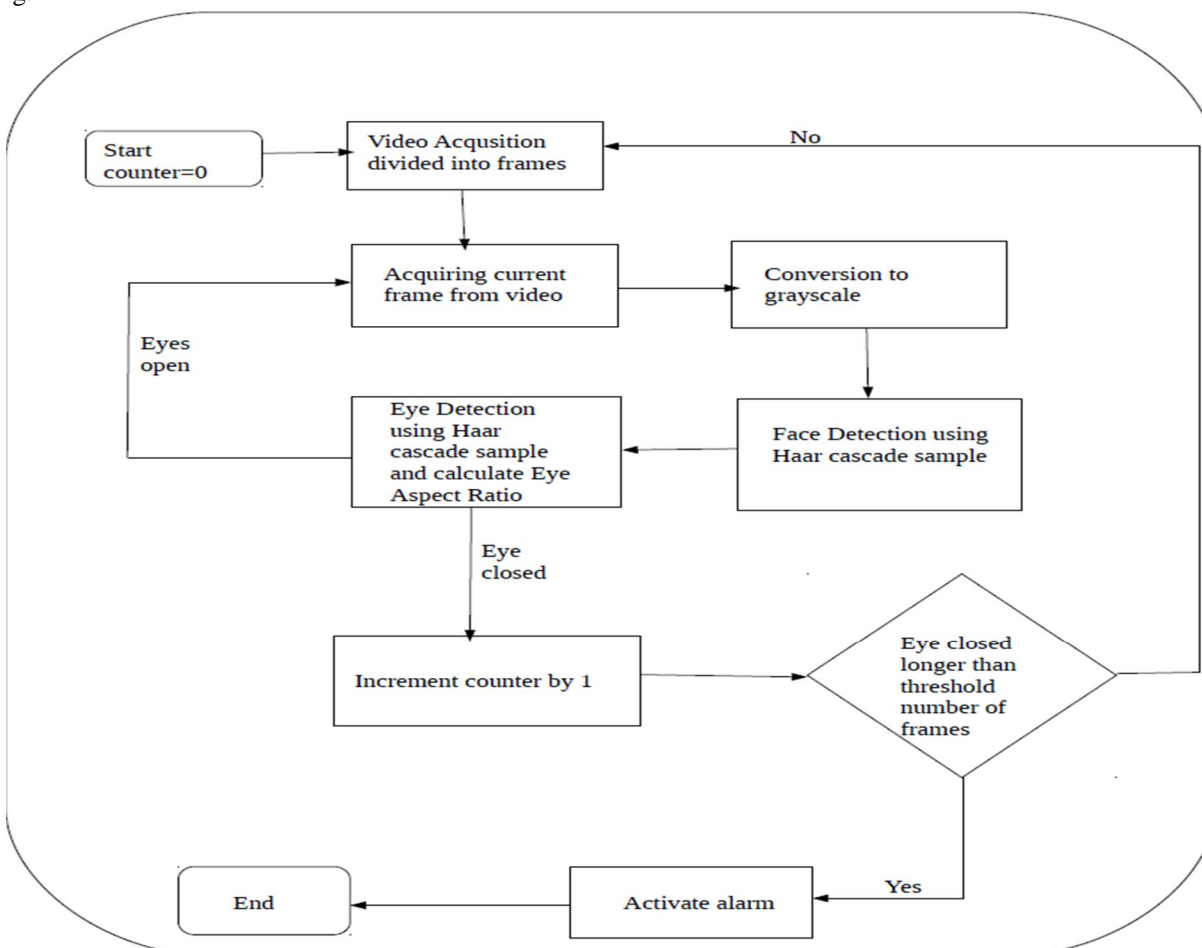 Start
counter=0
Video Acqusition
divided into frames
No
Acquiring current
frame from video
Conversion to
grayscale
Eyes
open
Eye Detection
using Haar
cascade sample
and calculate Eye
Aspect Ratio
Face Detection using
Haar cascade sample
Eye
closed
Increment counter by 1
Eye closed
longer than
threshold
number of
frames
Yes
Activate alarm
End